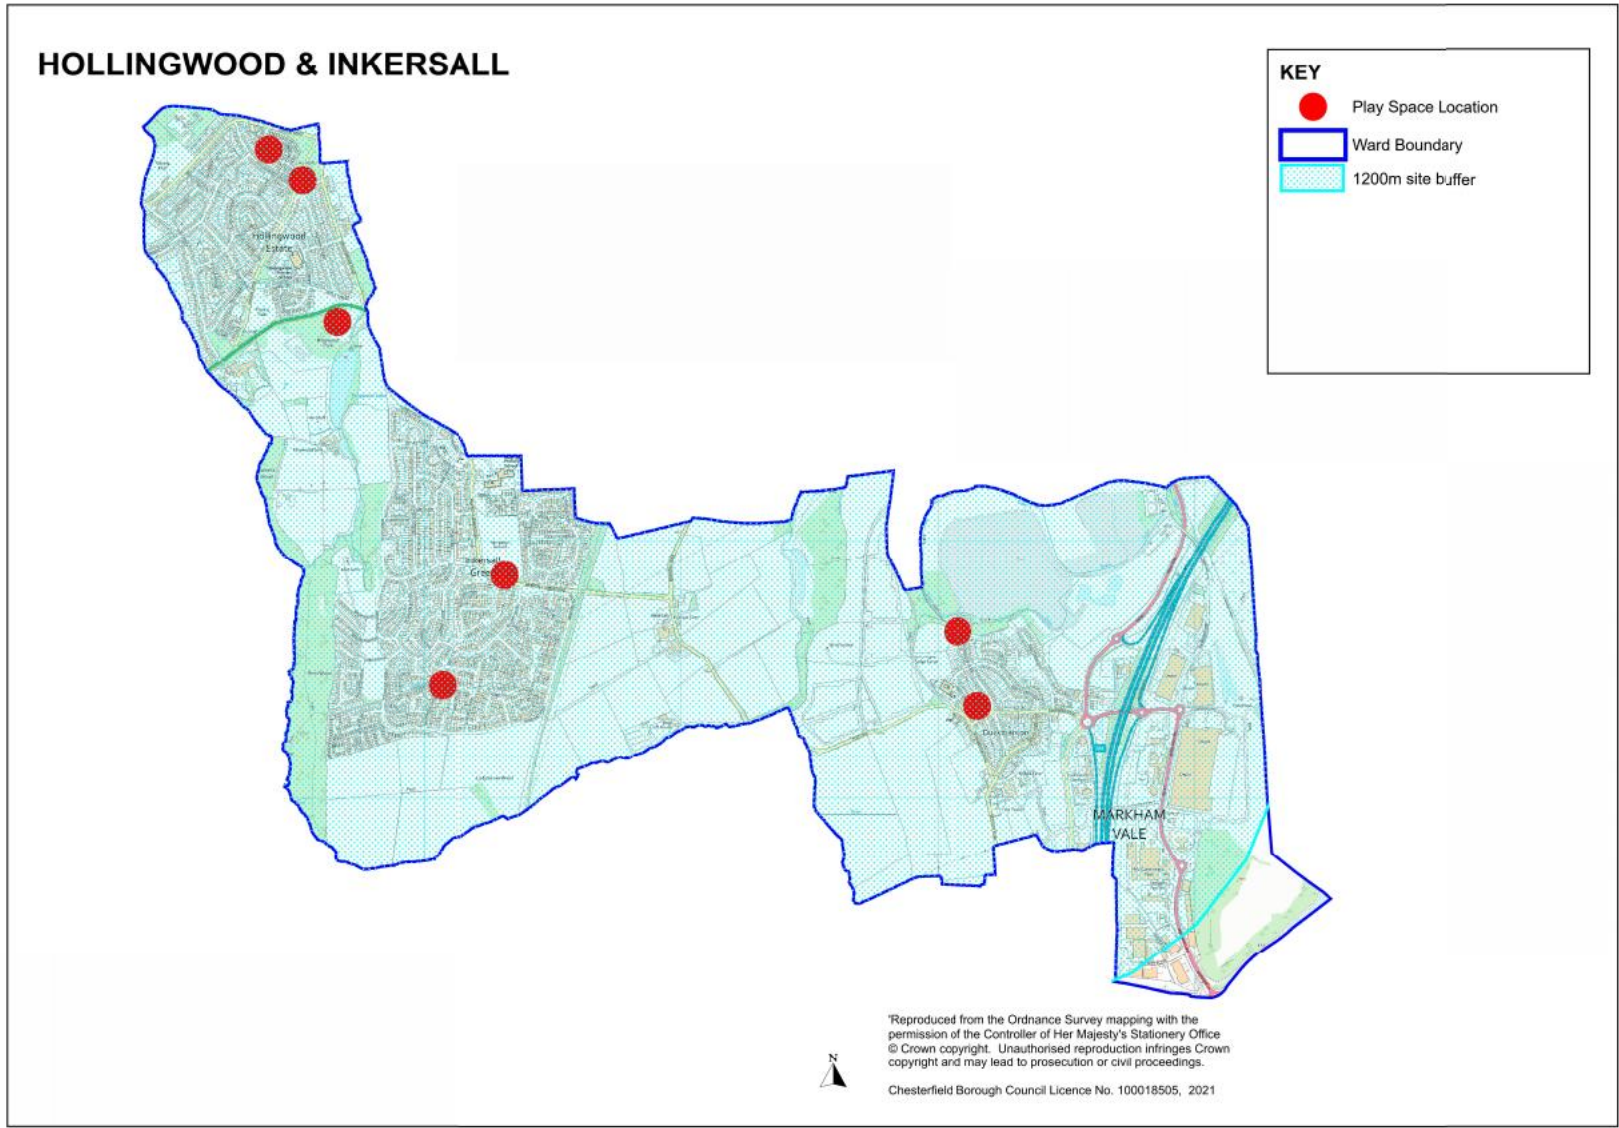 HOLLINGWOOD & INKERSALL
KEY
Play Space Location
Ward Boundary
1200m site buffer
Hollingwood
Estate
Inkersall
Duckmanton
MARKHAM
VALE
'Reproduced from the Ordnance Survey mapping with the
permission of the Controller of Her Majesty's Stationery Office
© Crown copyright. Unauthorised reproduction infringes Crown
copyright and may lead to prosecution or civil proceedings.
N
Chesterfield Borough Council Licence No. 100018505, 2021